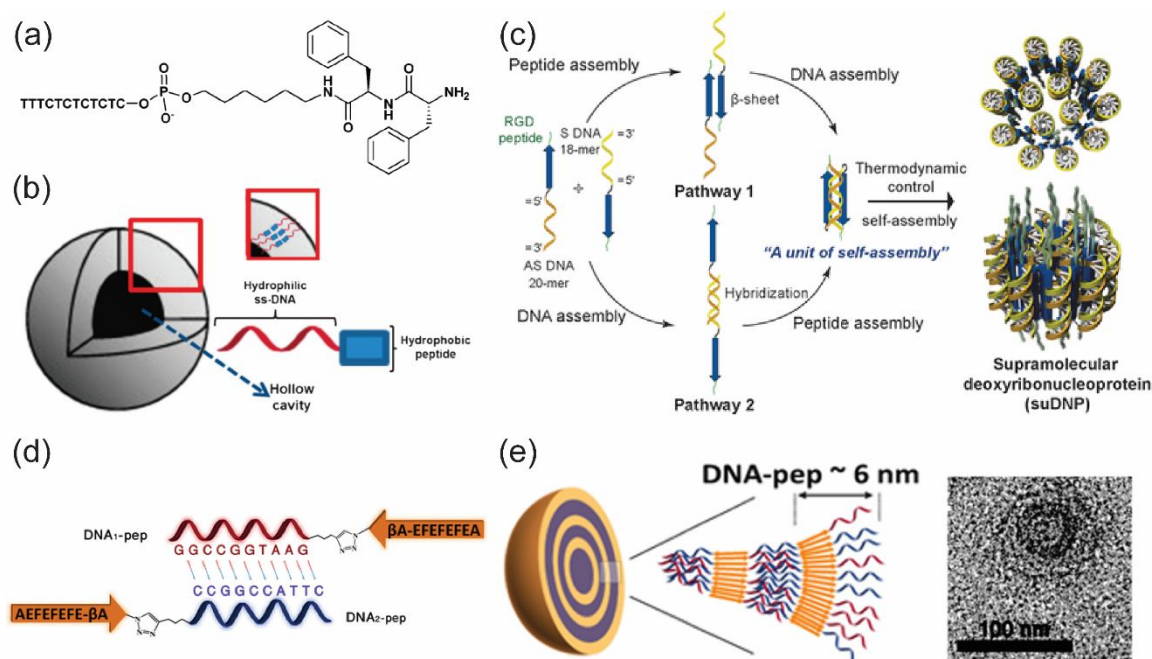 (a)
TTTCTCTCTCTC-O
O
P
O⁻
O
H
N
O
N
H
O
NH₂
(b)
Hydrophilic
ss-DNA
Hydrophobic
peptide
Hollow
cavity
(c)
Peptide assembly
DNA assembly
RGD
peptide
S DNA
18-mer
= 3'
= 5'
= 5'
= 3'
AS DNA
20-mer
β-sheet
Pathway 1
Thermodynamic
control
self-assembly
"A unit of self-assembly"
Hybridization
DNA assembly
Peptide assembly
Pathway 2
Supramolecular
deoxyribonucleoprotein
(suDNP)
(d)
DNA₁-pep
GGCCGGTAAG
N
N=N
βA-EFEFEFEA
AEFEFEFE-βA
N
N=N
CCGGCCATTC
DNA₂-pep
(e)
DNA-pep ~ 6 nm
100 nm